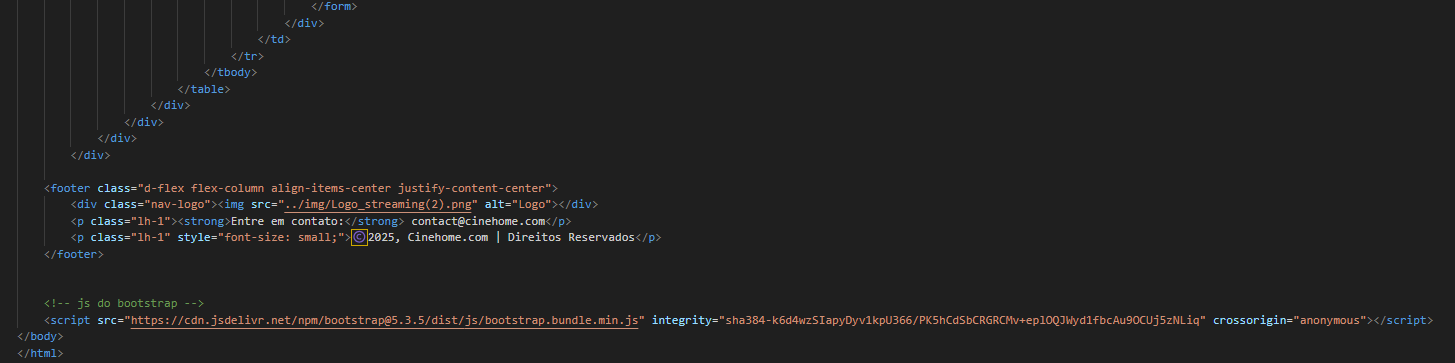 </form>
</div>
</td>
</tr>
</tbody>
</table>
</div>
</div>
</div>
</div>
<footer class="d-flex flex-column align-items-center justify-content-center">
<div class="nav-logo"><img src="../img/Logo_streaming(2).png" alt="Logo"></div>
<p class="lh-1"><strong>Entre em contato:</strong> contact@cinehome.com</p>
<p class="lh-1" style="font-size: small;">©2025, Cinehome.com | Direitos Reservados</p>
</footer>
<!-- js do bootstrap -->
<script src="https://cdn.jsdelivr.net/npm/bootstrap@5.3.5/dist/js/bootstrap.bundle.min.js" integrity="sha384-k6d4wzSIapyDyv1kpU366/PK5hCdSbCRGRCMv+eplOQJWyd1fbcAu9OCUj5zNLiq" crossorigin="anonymous"></script>
</body>
</html>